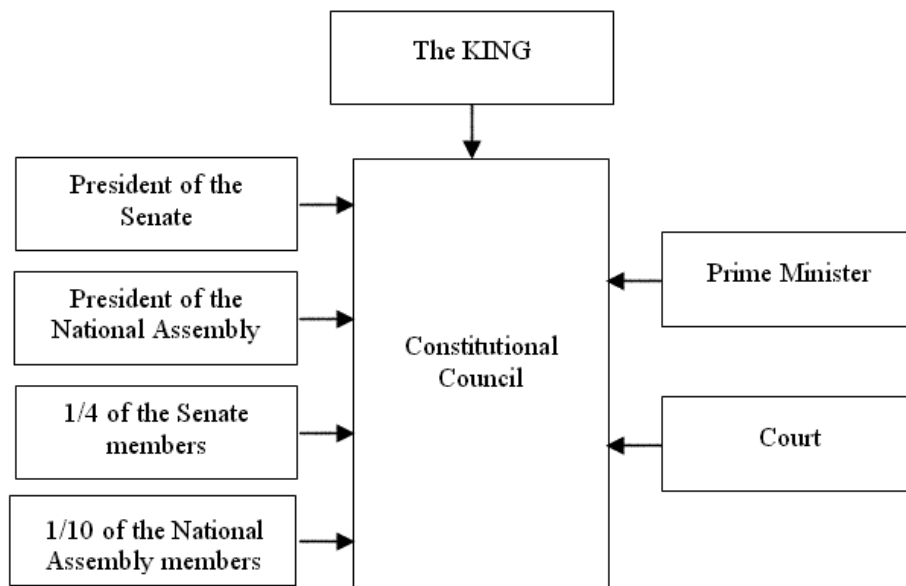 The KING
President of the
Senate
President of the
National Assembly
1/4 of the Senate
members
1/10 of the National
Assembly members
Constitutional
Council
Prime Minister
Court